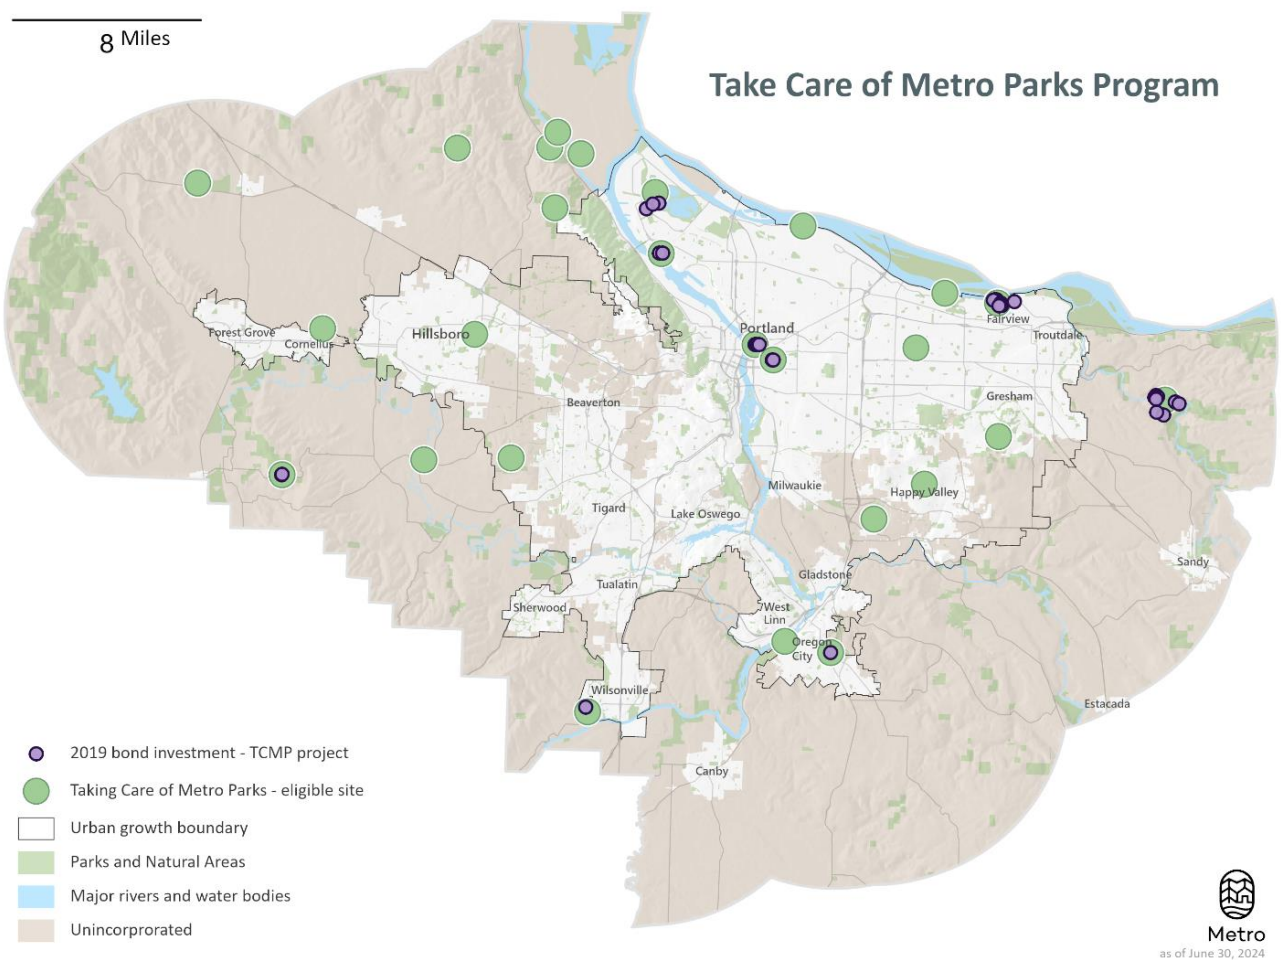 8 Miles
Take Care of Metro Parks Program
Portland
Fairview
Troutdale
Forest Grove
Cornelius
Hillsboro
Beaverton
Gresham
Milwaukie
Happy Valley
Tigard
Lake Oswego
Sandy
Gladstone
Tualatin
Sherwood
West
Linn
Oregon
City
Wilsonville
Estacada
Canby
2019 bond investment - TCMP project
Taking Care of Metro Parks - eligible site
Urban growth boundary
Parks and Natural Areas
Major rivers and water bodies
Unincorprorated
Metro
as of June 30, 2024